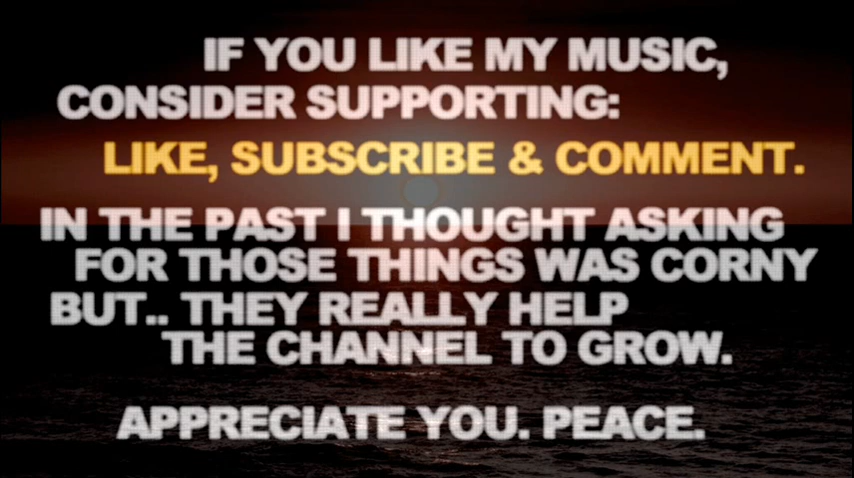 IF YOU LIKE MY MUSIC,
CONSIDER SUPPORTING:
LIKE, SUBSCRIBE & COMMENT.
IN THE PAST I THOUGHT ASKING
FOR THOSE THINGS WAS CORNY
BUT.. THEY REALLY HELP
THE CHANNEL TO GROW.
APPRECIATE YOU. PEACE.